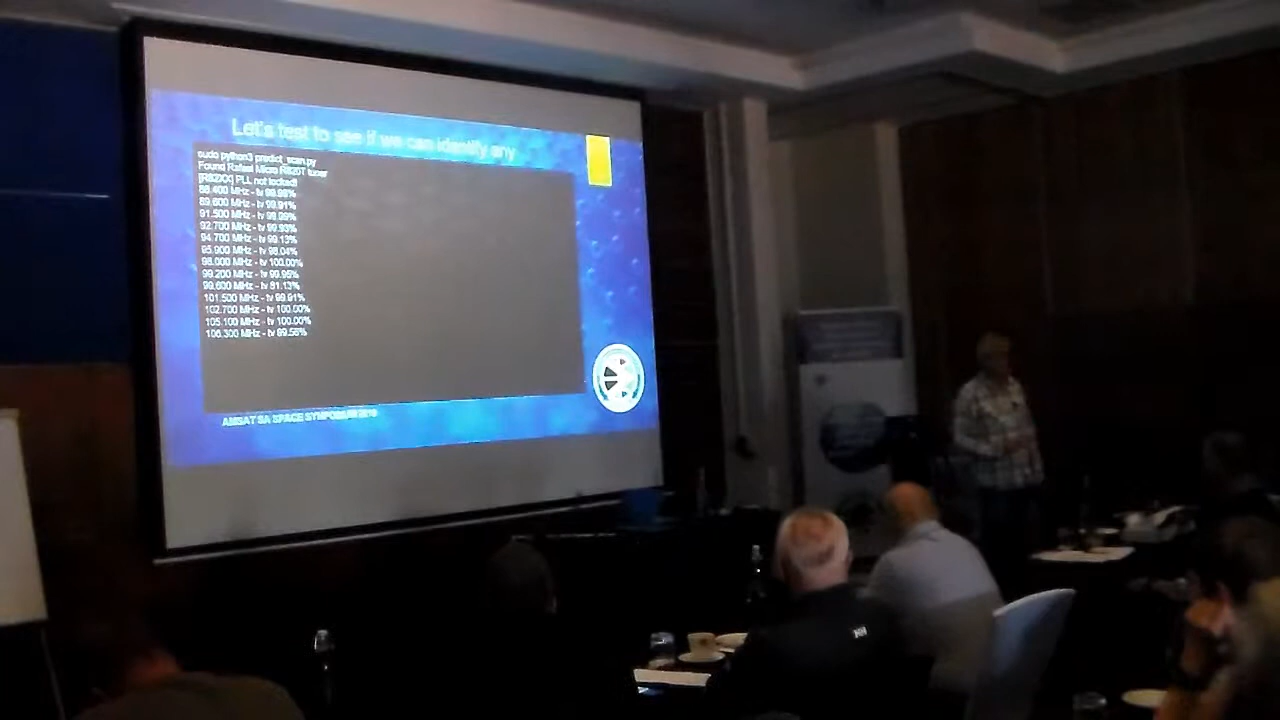 Let's test to see if we can identify any
sudo python3 predict_scan.py
Found Rafael Micro R820T tuner
[R82XX] PLL not locked!
88.400 MHz - tv 99.98%
89.600 MHz - tv 99.91%
91.500 MHz - tv 99.99%
92.700 MHz - tv 99.93%
94.700 MHz - tv 99.13%
95.900 MHz - tv 98.04%
98.000 MHz - tv 100.00%
99.200 MHz - tv 99.95%
99.600 MHz - tv 81.13%
101.500 MHz - tv 99.91%
102.700 MHz - tv 100.00%
105.100 MHz - tv 100.00%
106.300 MHz - tv 89.56%
AMSAT SA SPACE SYMPOSIUM
HH